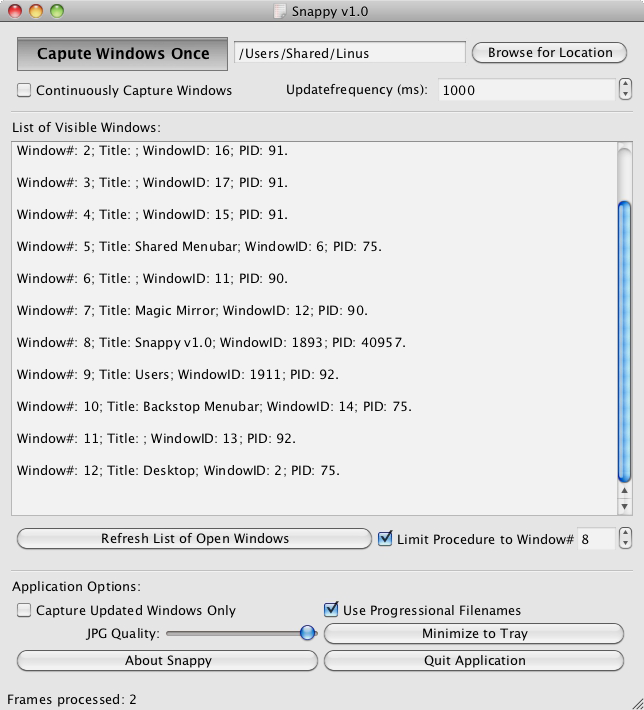 Snappy v1.0
Capute Windows Once /Users/Shared/Linus Browse for Location
Continuously Capture Windows Updatefrequency (ms): 1000
List of Visible Windows:
Window#: 2; Title: ; WindowID: 16; PID: 91.
Window#: 3; Title: ; WindowID: 17; PID: 91.
Window#: 4; Title: ; WindowID: 15; PID: 91.
Window#: 5; Title: Shared Menubar; WindowID: 6; PID: 75.
Window#: 6; Title: ; WindowID: 11; PID: 90.
Window#: 7; Title: Magic Mirror; WindowID: 12; PID: 90.
Window#: 8; Title: Snappy v1.0; WindowID: 1893; PID: 40957.
Window#: 9; Title: Users; WindowID: 1911; PID: 92.
Window#: 10; Title: Backstop Menubar; WindowID: 14; PID: 75.
Window#: 11; Title: ; WindowID: 13; PID: 92.
Window#: 12; Title: Desktop; WindowID: 2; PID: 75.
Refresh List of Open Windows Limit Procedure to Window# 8
Application Options:
Capture Updated Windows Only Use Progressional Filenames
JPG Quality: Minimize to Tray
About Snappy Quit Application
Frames processed: 2